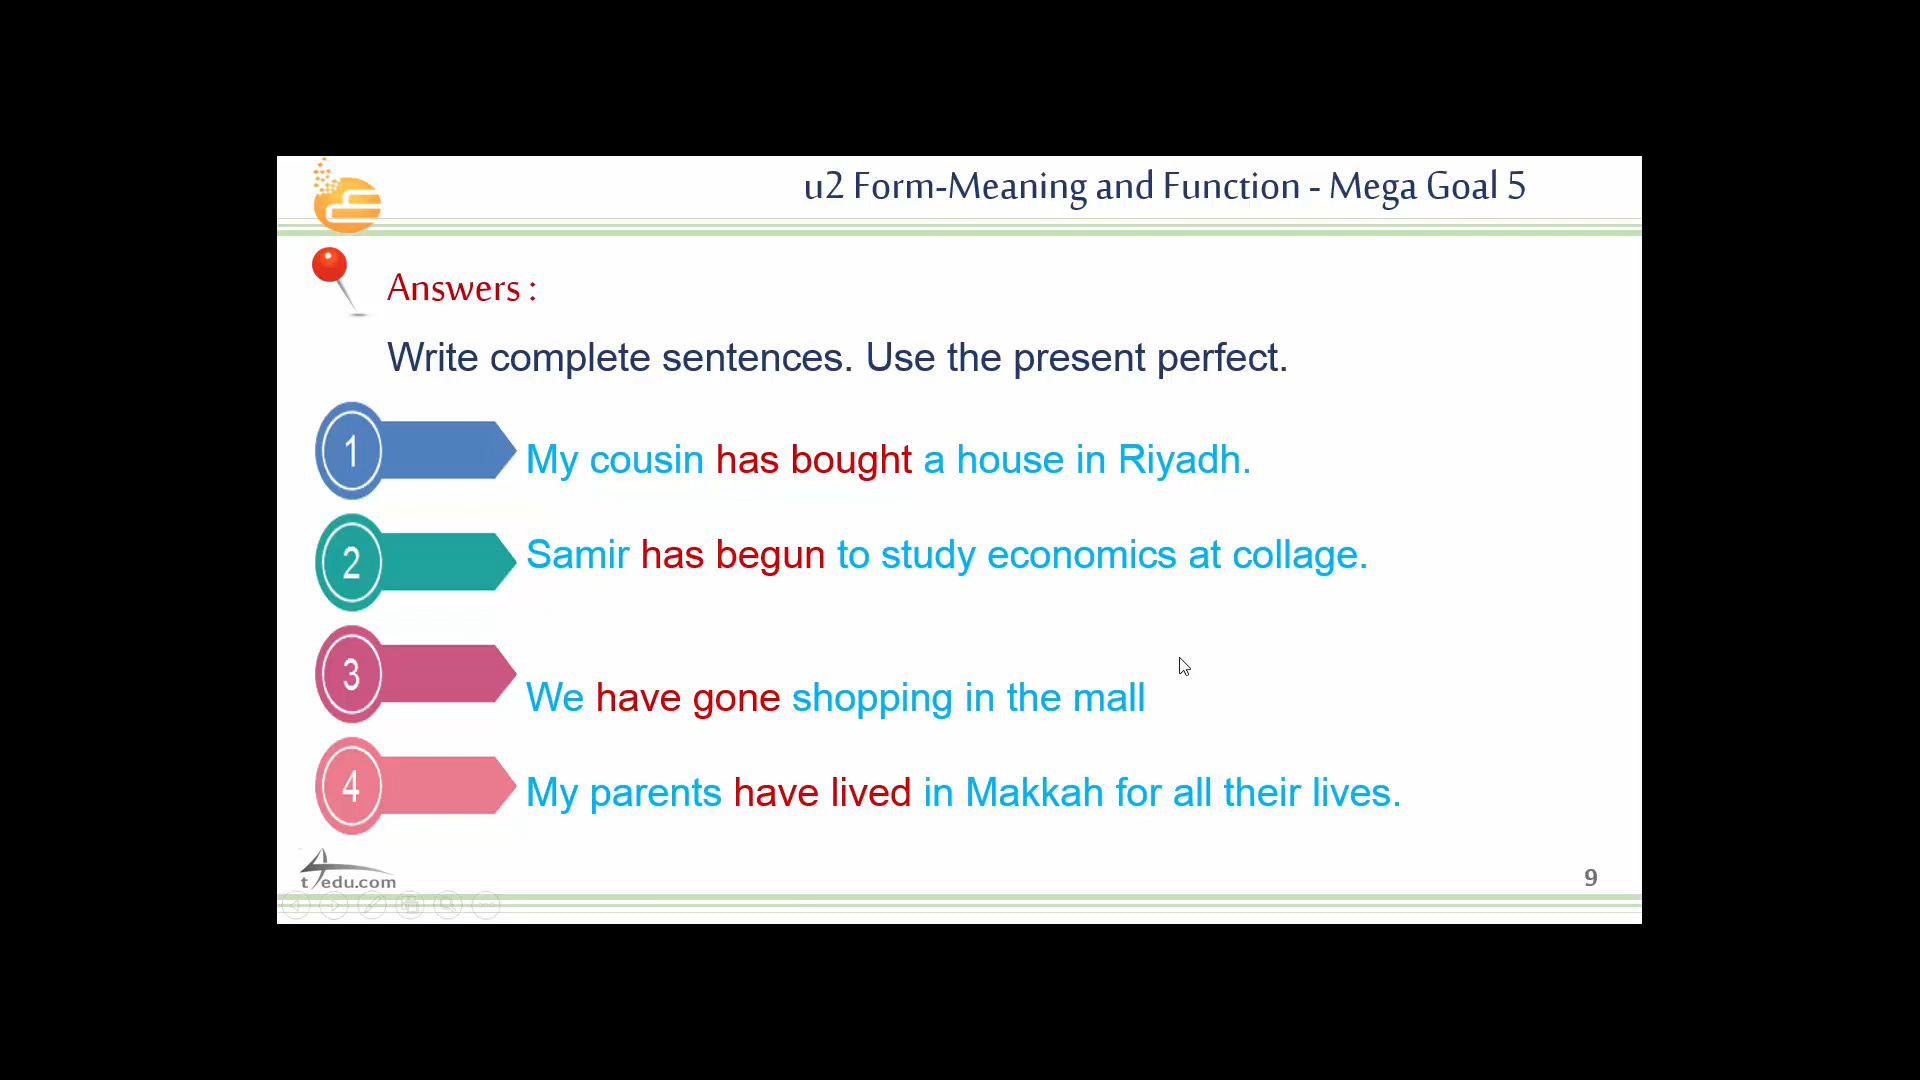 u2 Form-Meaning and Function - Mega Goal 5
Answers :
Write complete sentences. Use the present perfect.
1 My cousin has bought a house in Riyadh.
2 Samir has begun to study economics at collage.
3 We have gone shopping in the mall
4 My parents have lived in Makkah for all their lives.
t4edu.com
9